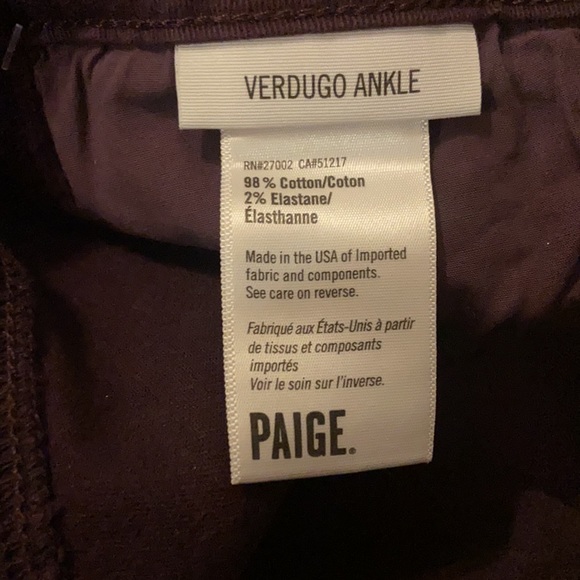 VERDUGO ANKLE
RN#27002 CA#51217
98% Cotton/Coton
2% Elastane/
Élasthanne
Made in the USA of Imported
fabric and components.
See care on reverse.
Fabriqué aux États-Unis à partir
de tissus et composants
importés
Voir le soin sur l'inverse.
PAIGE.